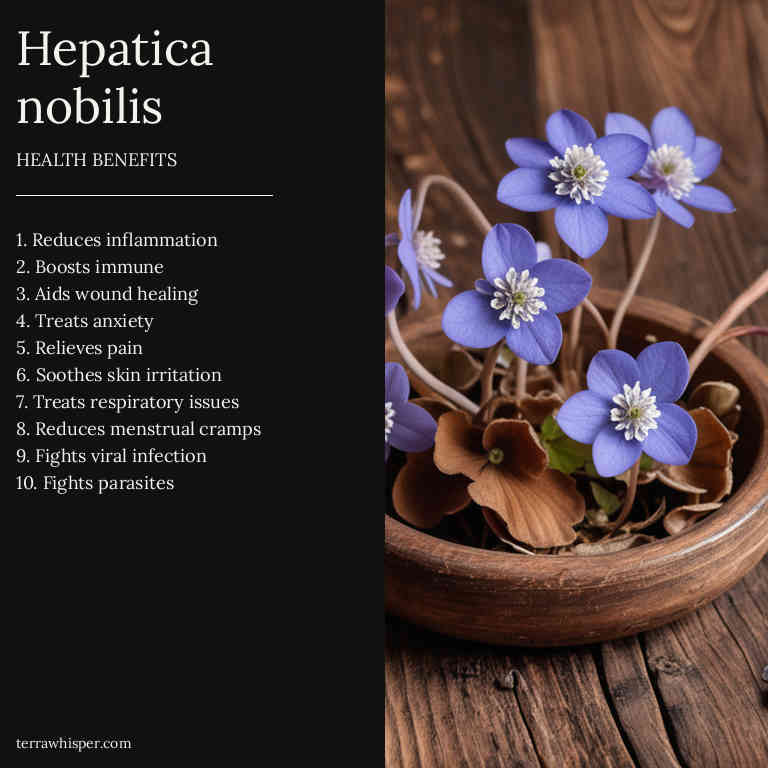 Hepatica
nobilis
HEALTH BENEFITS
1. Reduces inflammation
2. Boosts immune
3. Aids wound healing
4. Treats anxiety
5. Relieves pain
6. Soothes skin irritation
7. Treats respiratory issues
8. Reduces menstrual cramps
9. Fights viral infection
10. Fights parasites
terrawhisper.com